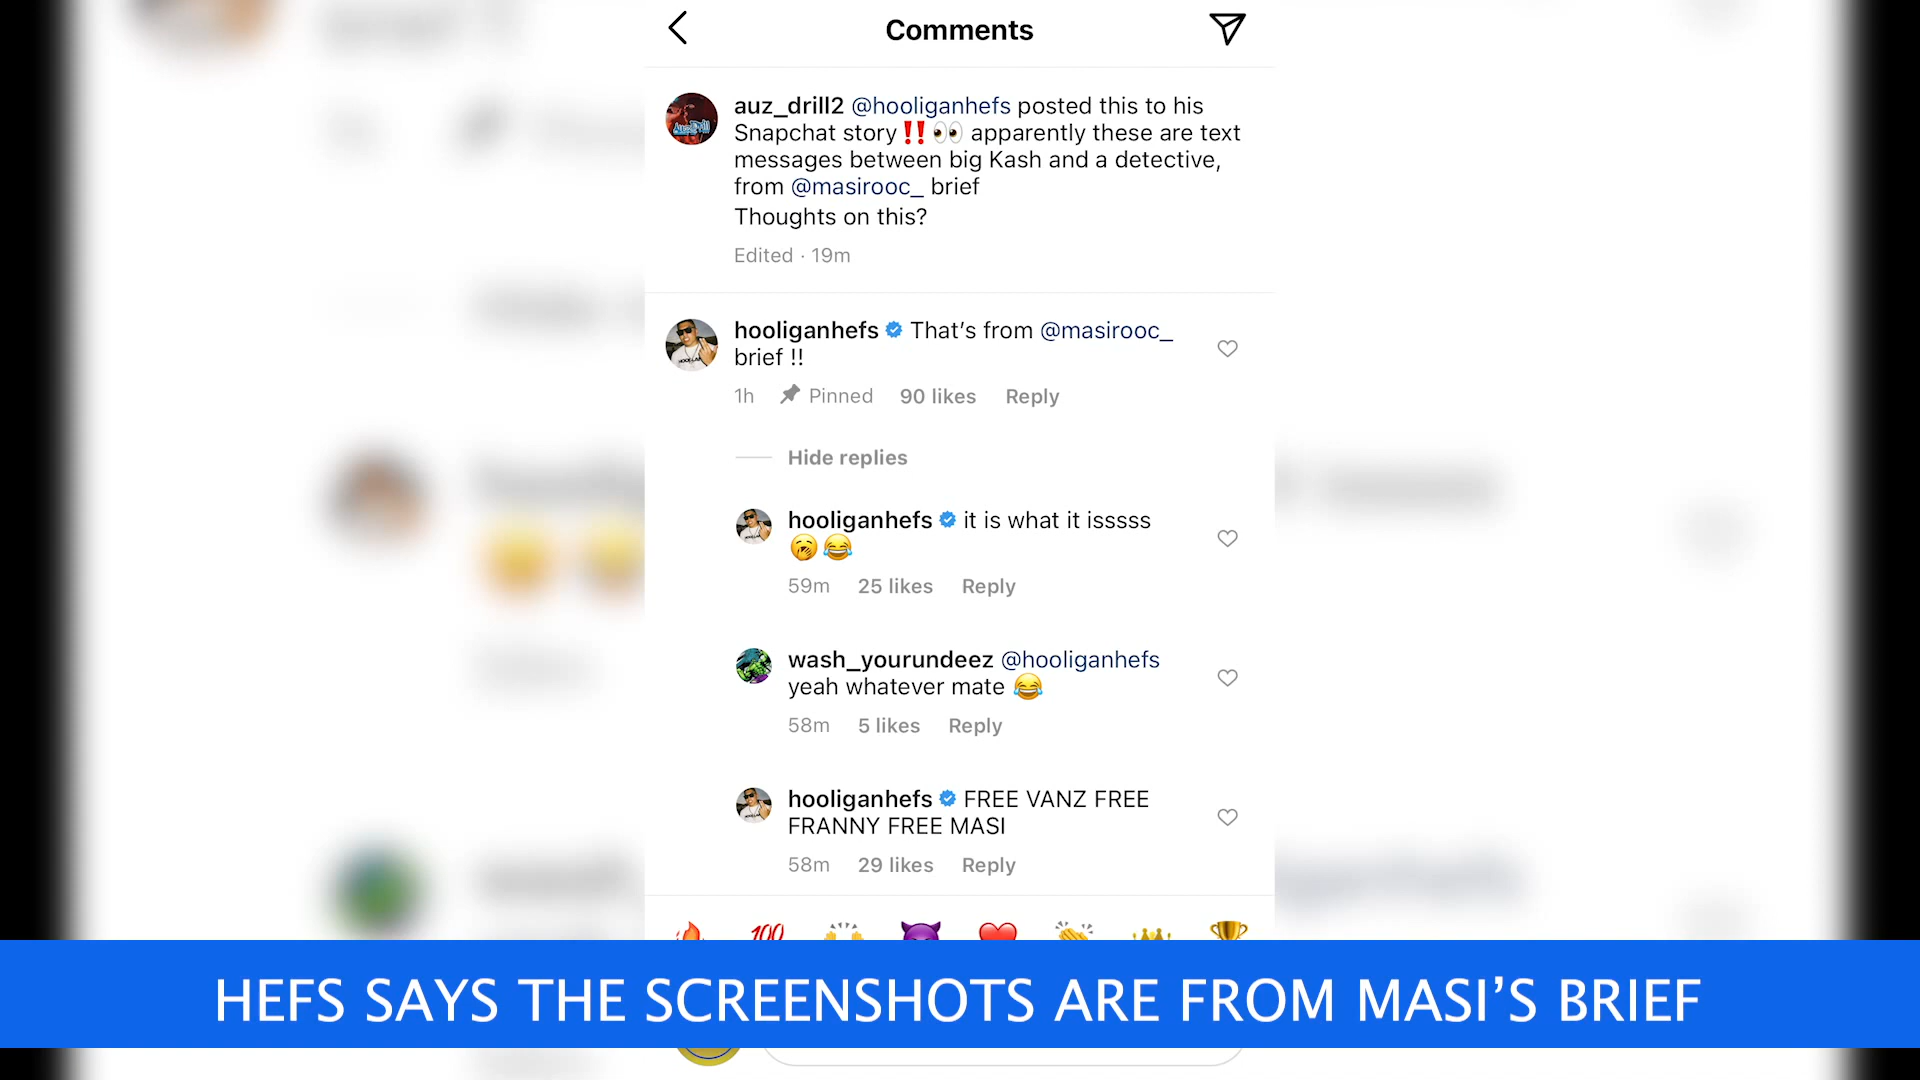 Comments
auz_drill2 @hooliganhefs posted this to his
Snapchat story‼️👀 apparently these are text
messages between big Kash and a detective,
from @masirooc_ brief
Thoughts on this?
Edited · 19m
hooliganhefs That’s from @masirooc_
brief !!
1h Pinned 90 likes Reply
Hide replies
hooliganhefs it is what it isssss
🥱😂
59m 25 likes Reply
wash_yourundeez @hooliganhefs
yeah whatever mate 😂
58m 5 likes Reply
hooliganhefs FREE VANZ FREE
FRANNY FREE MASI
58m 29 likes Reply
HEFS SAYS THE SCREENSHOTS ARE FROM MASI’S BRIEF